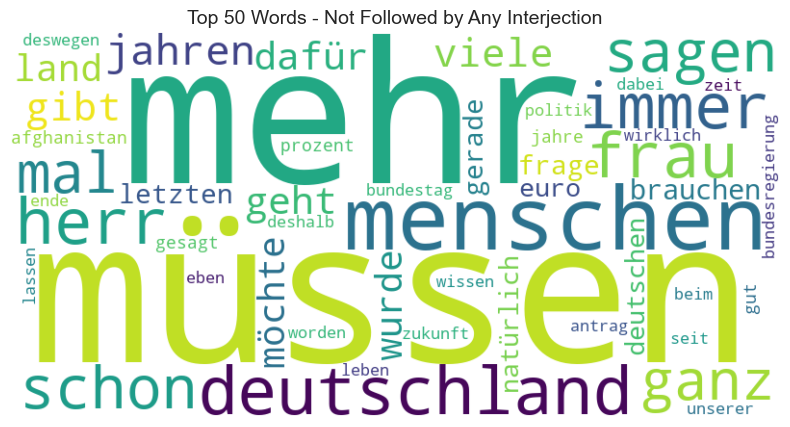 Top 50 Words - Not Followed by Any Interjection
deswegen
jahren
dafür
viele
sagen
land
mehr
dabei
zeit
gibt
immer
politik
afghanistan
prozent
gerade
jahre
wirklich
frau
bundesregierung
mal
letzten
frage
euro
brauchen
ende
geht
bundestag
herr
deshalb
menschen
gesagt
müssen
lassen
eben
möchte
wurde
wissen
natürlich
deutschen
beim
gut
worden
zukunft
antrag
seit
schon
leben
deutschland
ganz
unserer